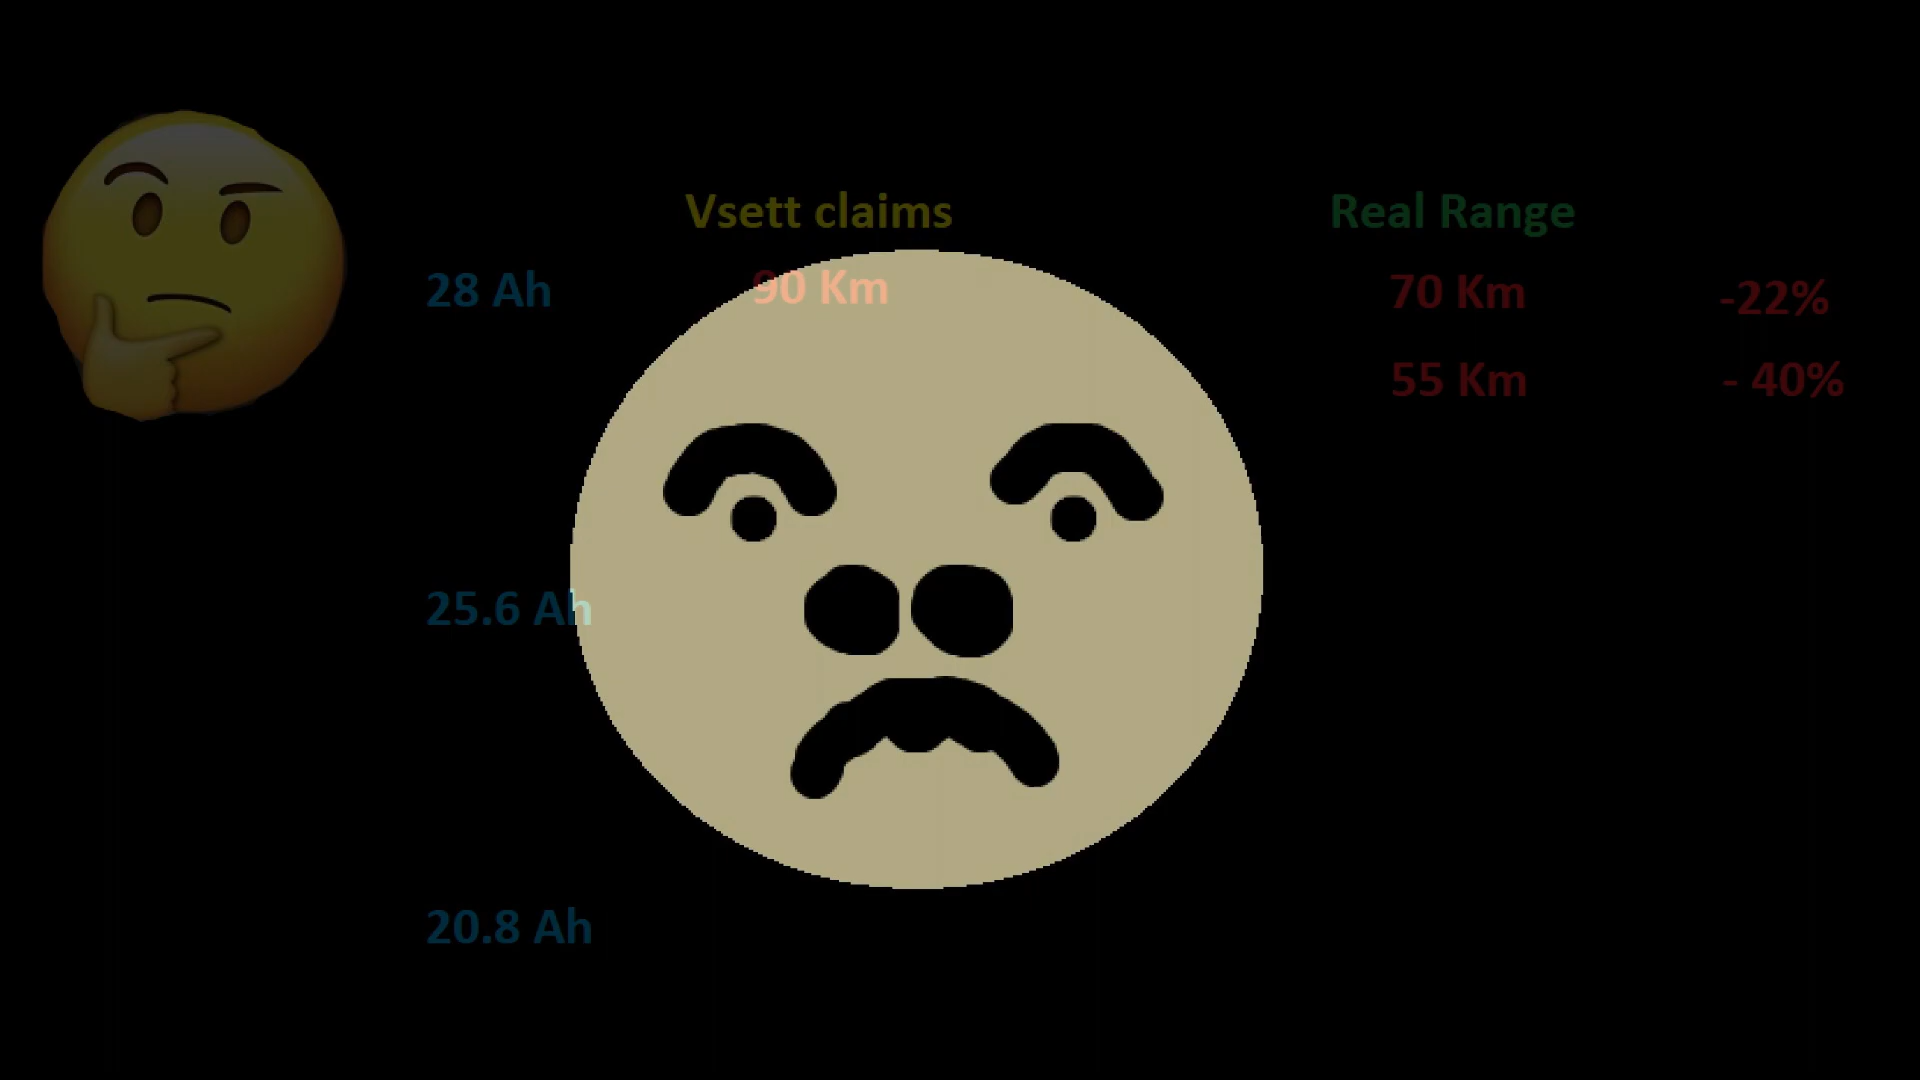 Vsett claims Real Range
28 Ah 90 Km 70 Km -22%
55 Km - 40%
25.6 Ah
20.8 Ah